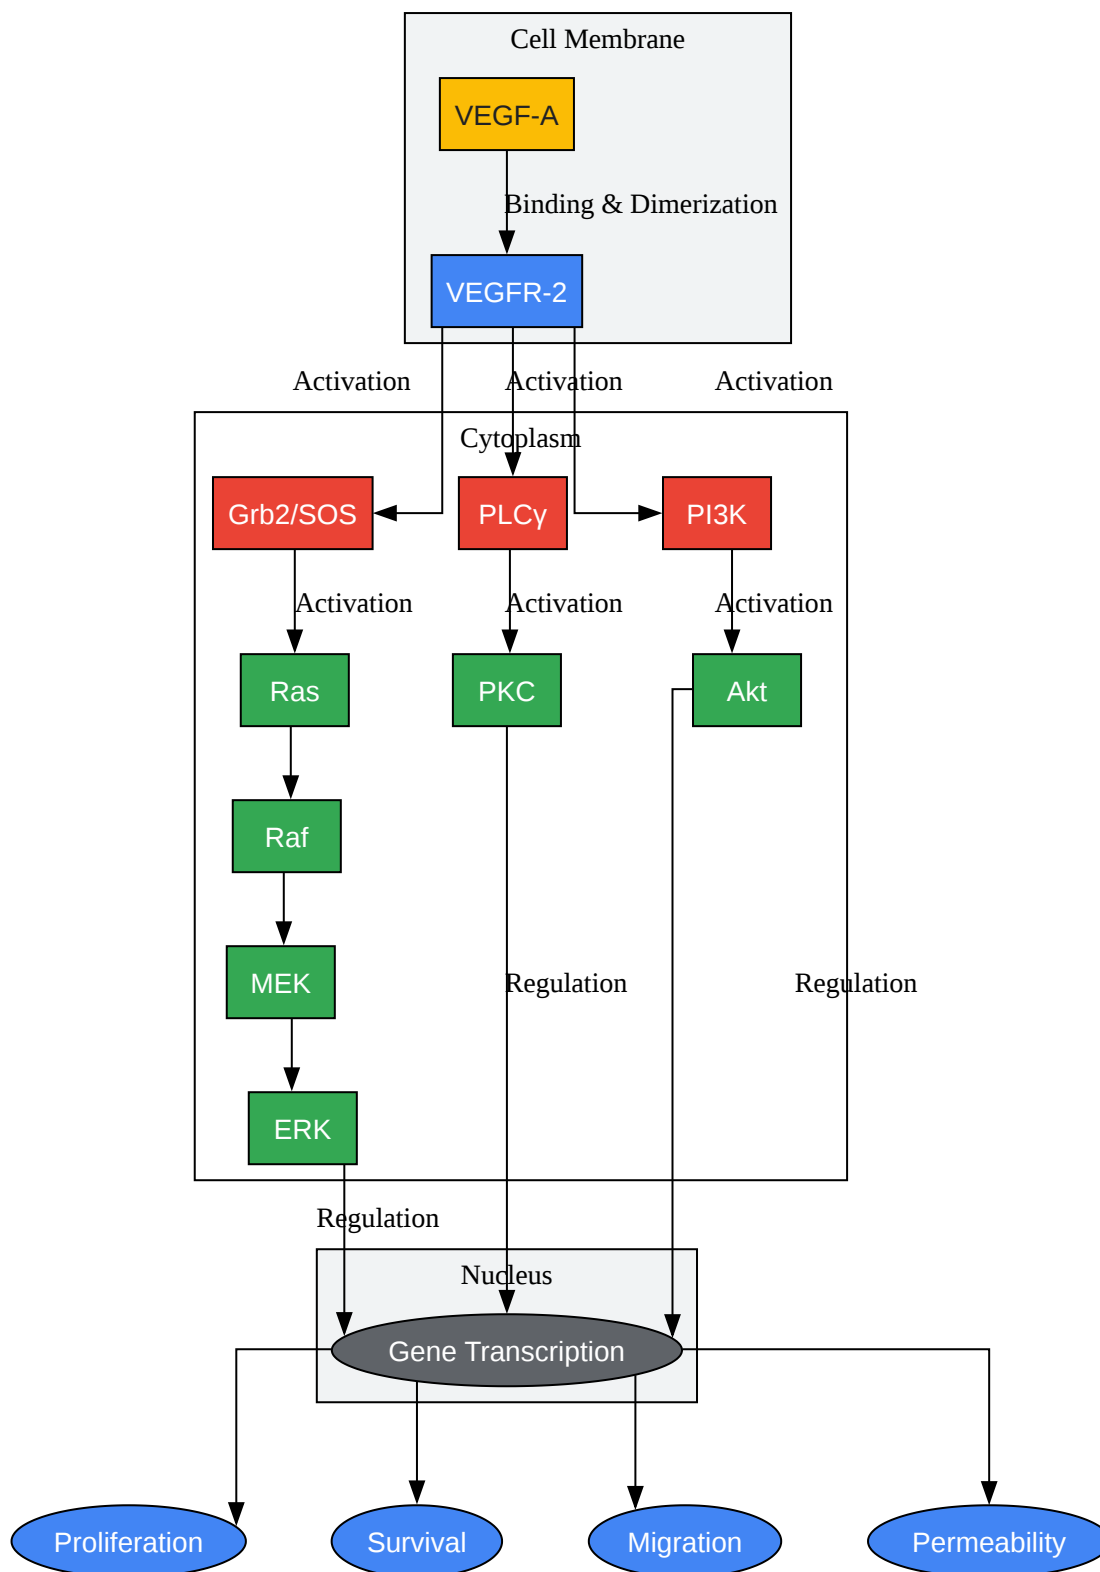 Cell Membrane
VEGF-A
Binding & Dimerization
VEGFR-2
Activation
Activation
Activation
Cytoplasm
Grb2/SOS
PLCγ
PI3K
Activation
Activation
Activation
Ras
PKC
Akt
Raf
MEK
Regulation
Regulation
ERK
Regulation
Nucleus
Gene Transcription
Proliferation
Survival
Migration
Permeability